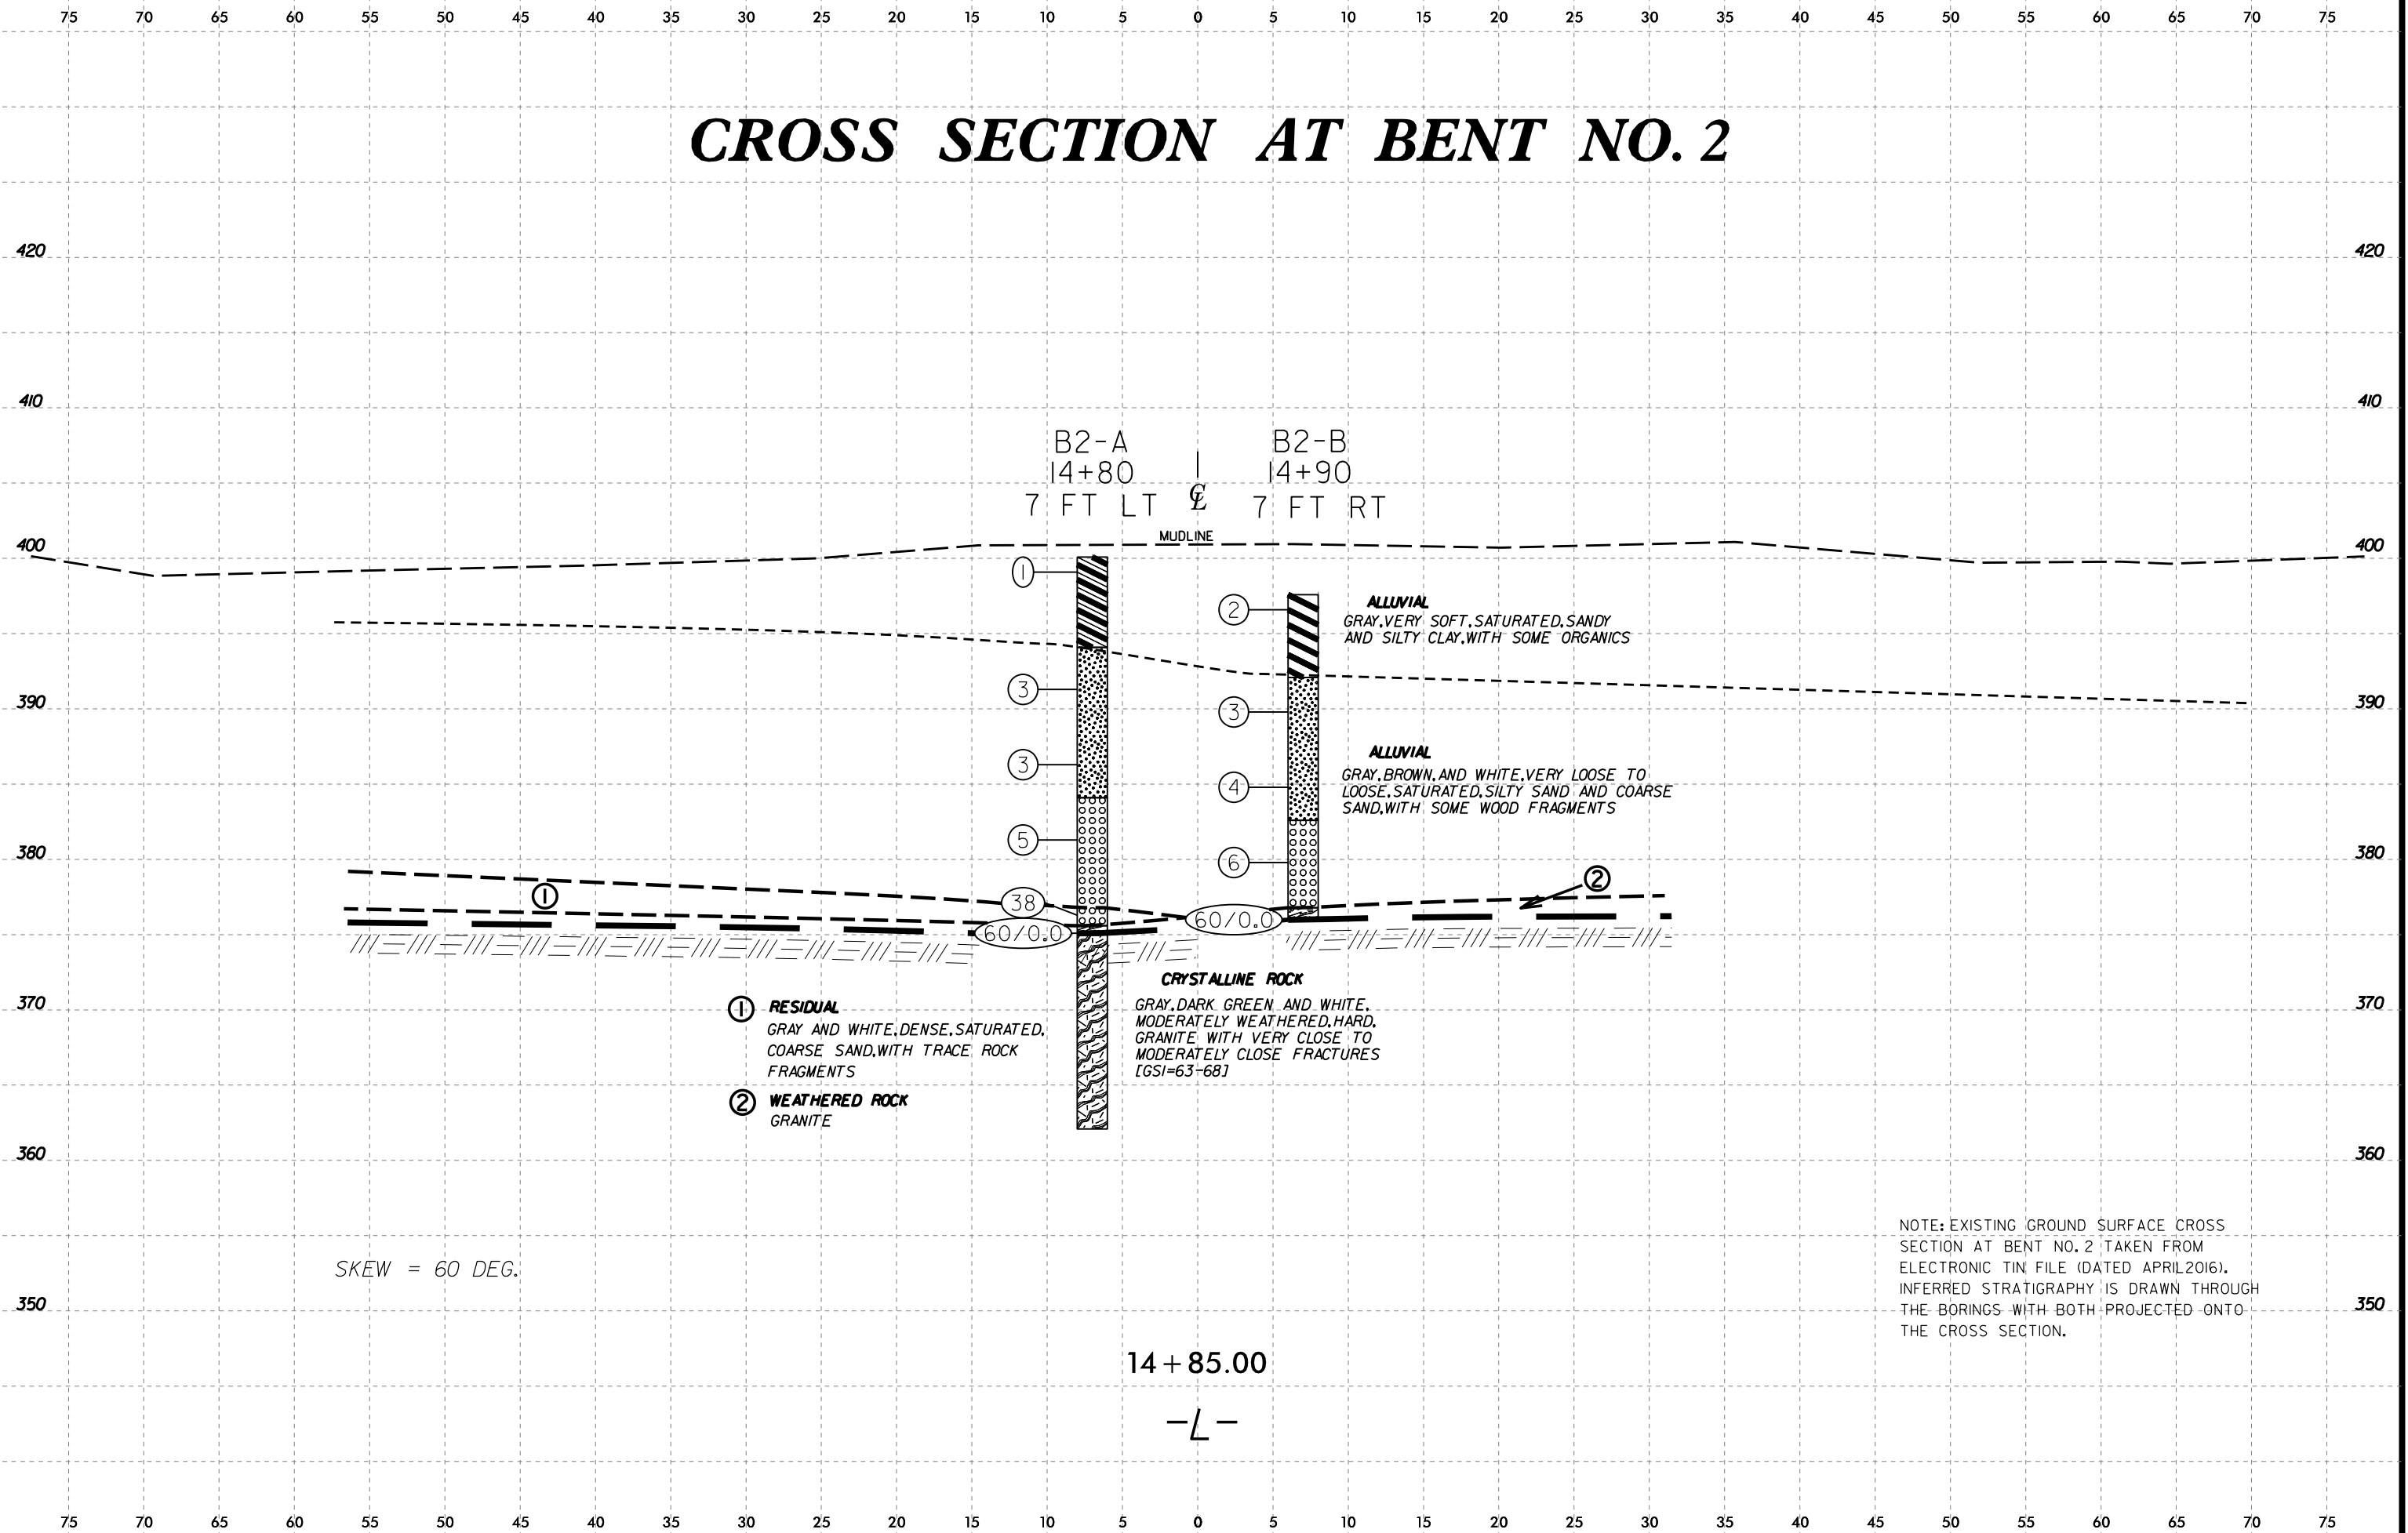 75 70 65 60 55 50 45 40 35 30 25 20 15 10 5 0 5 10 15 20 25 30 35 40 45 50 55 60 65 70 75
CROSS SECTION AT BENT NO. 2
420 420
410 410
B2-A B2-B
14+80 14+90
7 FT LT ℄ 7 FT RT
MUDLINE
400 400
1
2
ALLUVIAL
GRAY,VERY SOFT,SATURATED,SANDY
AND SILTY CLAY,WITH SOME ORGANICS
3
390 390
3
ALLUVIAL
3
GRAY,BROWN,AND WHITE,VERY LOOSE TO
LOOSE,SATURATED,SILTY SAND AND COARSE
SAND,WITH SOME WOOD FRAGMENTS
4
5
380 380
6
1
2
38
60/0.0
60/0.0
CRYSTALLINE ROCK
GRAY,DARK GREEN AND WHITE,
MODERATELY WEATHERED,HARD,
GRANITE WITH VERY CLOSE TO
MODERATELY CLOSE FRACTURES
[GSI=63-68]
370 370
1 RESIDUAL
GRAY AND WHITE,DENSE,SATURATED,
COARSE SAND,WITH TRACE ROCK
FRAGMENTS
2 WEATHERED ROCK
GRANITE
360 360
SKEW = 60 DEG.
NOTE: EXISTING GROUND SURFACE CROSS
SECTION AT BENT NO. 2 TAKEN FROM
ELECTRONIC TIN FILE (DATED APRIL 2016).
INFERRED STRATIGRAPHY IS DRAWN THROUGH
THE BORINGS WITH BOTH PROJECTED ONTO
THE CROSS SECTION.
350 350
14+85.00
-L-
75 70 65 60 55 50 45 40 35 30 25 20 15 10 5 0 5 10 15 20 25 30 35 40 45 50 55 60 65 70 75